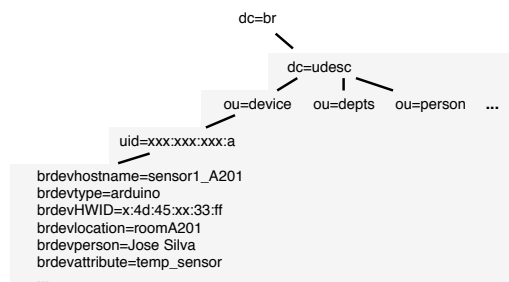 dc=br
dc=udesc
ou=device ou=depts ou=person ...
uid=xxx:xxx:xxx:a
brdevhostname=sensor1_A201
brdevtype=arduino
brdevHWID=x:4d:45:xx:33:ff
brdevlocation=roomA201
brdevperson=Jose Silva
brdevattribute=temp_sensor
...